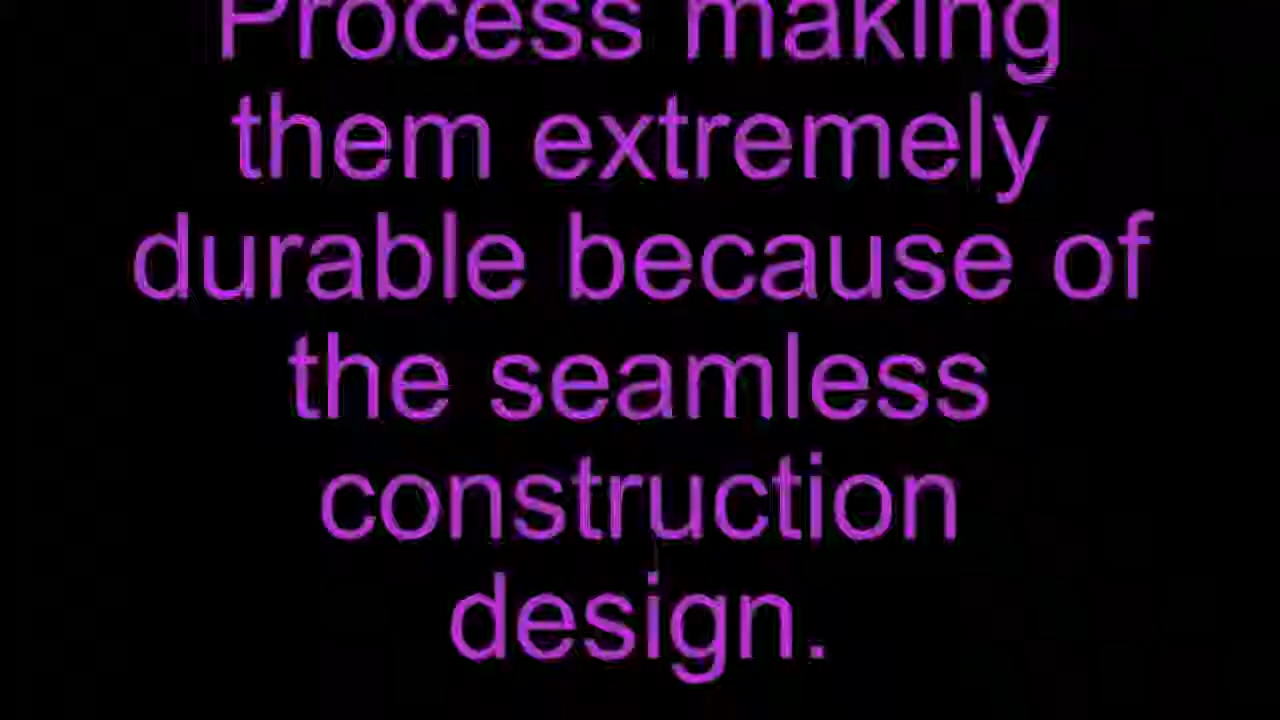 Process making
them extremely
durable because of
the seamless
construction
design.